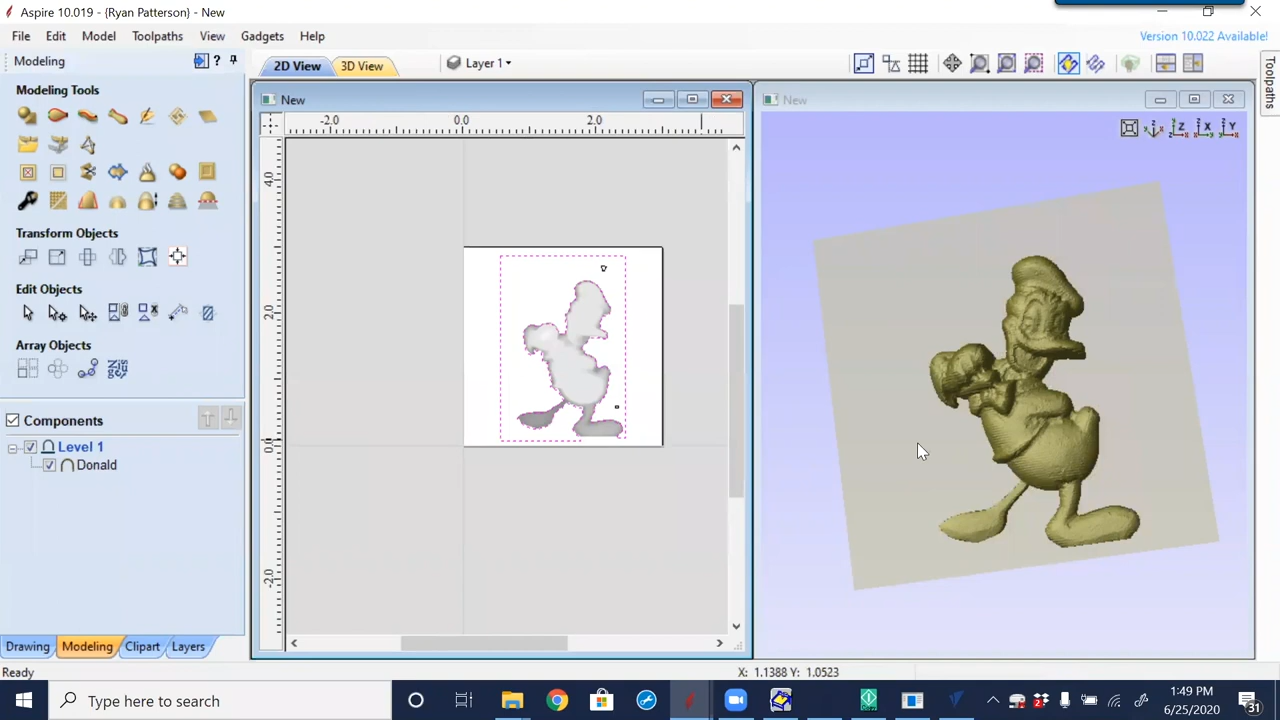 Aspire 10.019 - {Ryan Patterson} - New
File Edit Model Toolpaths View Gadgets Help
Version 10.022 Available!
Modeling
2D View
3D View
Layer 1
Toolpaths
Modeling Tools
New
New
-2.0 0.0 2.0
4.0
2.0
0.0
-2.0
Z X Y
Transform Objects
Edit Objects
Array Objects
Components
Level 1
Donald
Drawing Modeling Clipart Layers
Ready
X: 1.1388 Y: 1.0523
Type here to search
1:49 PM
6/25/2020
31